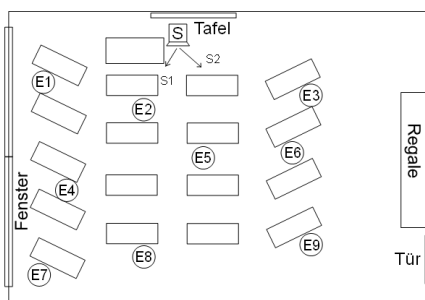 S
Tafel
S1
S2
E1
E2
E3
E4
E5
E6
E7
E8
E9
Fenster
Regale
Tür